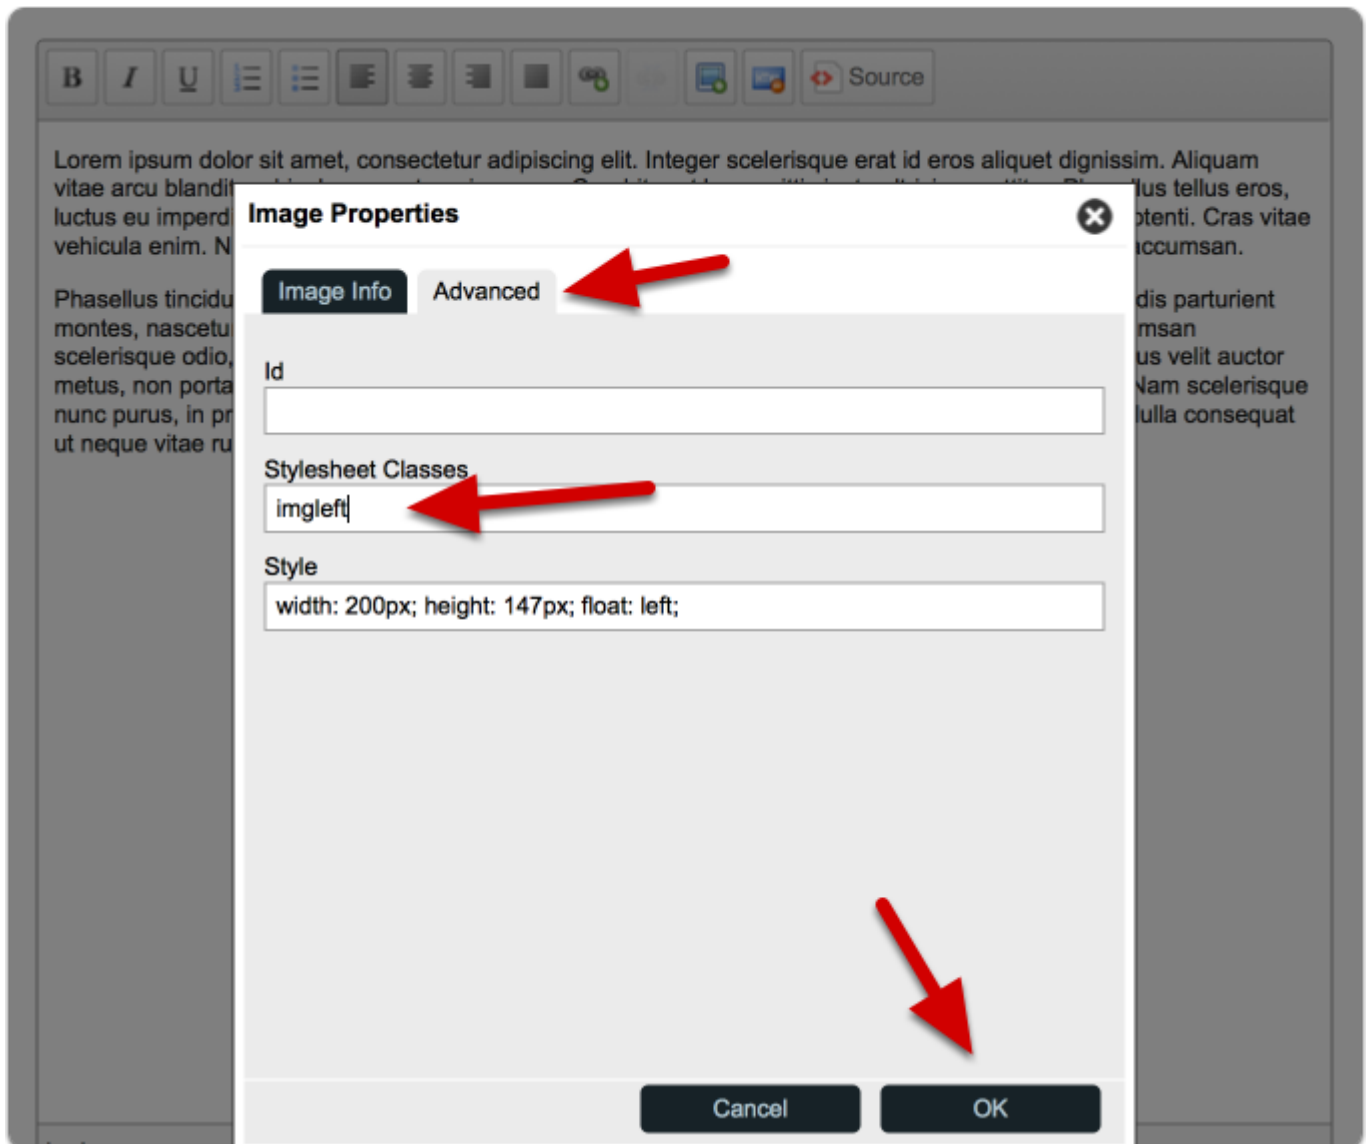 B I U Source
Lorem ipsum dolor sit amet, consectetur adipiscing elit. Integer scelerisque erat id eros aliquet dignissim. Aliquam
vitae arcu blandit lus tellus eros,
luctus eu imperd otenti. Cras vitae
vehicula enim. N accumsan.
Phasellus tincidu dis parturient
montes, nascetu msan
scelerisque odio, us velit auctor
metus, non porta Nam scelerisque
nunc purus, in pr lulla consequat
ut neque vitae ru
Image Properties
Image Info Advanced
Id
Stylesheet Classes
imgleft
Style
width: 200px; height: 147px; float: left;
Cancel OK